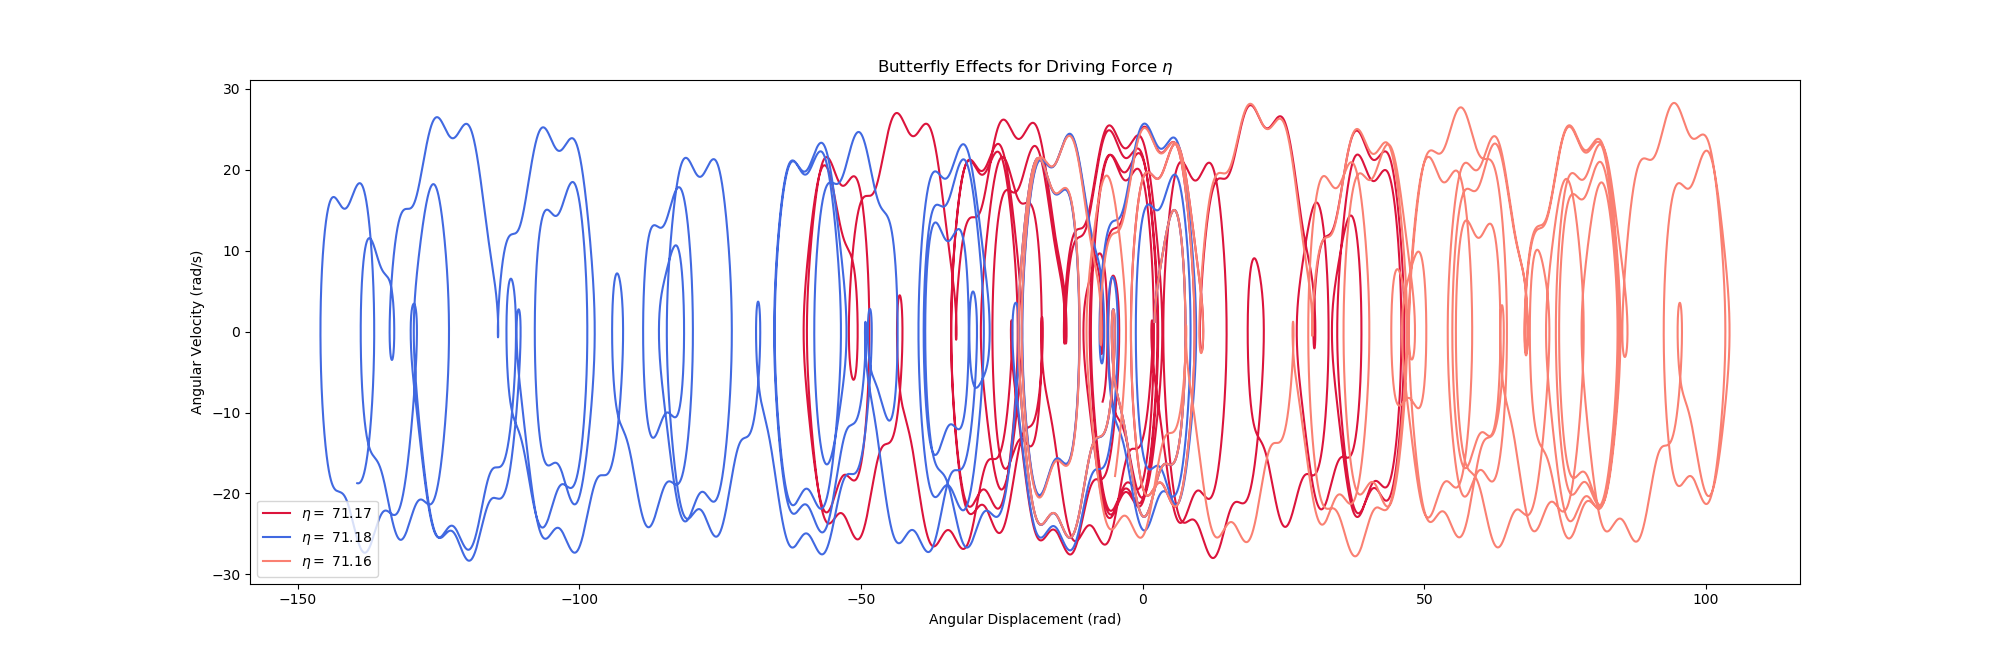 Butterfly Effects for Driving Force η
30
20
10
0
−10
−20
−30
Angular Velocity (rad/s)
η = 71.17
η = 71.18
η = 71.16
−150 −100 −50 0 50 100
Angular Displacement (rad)